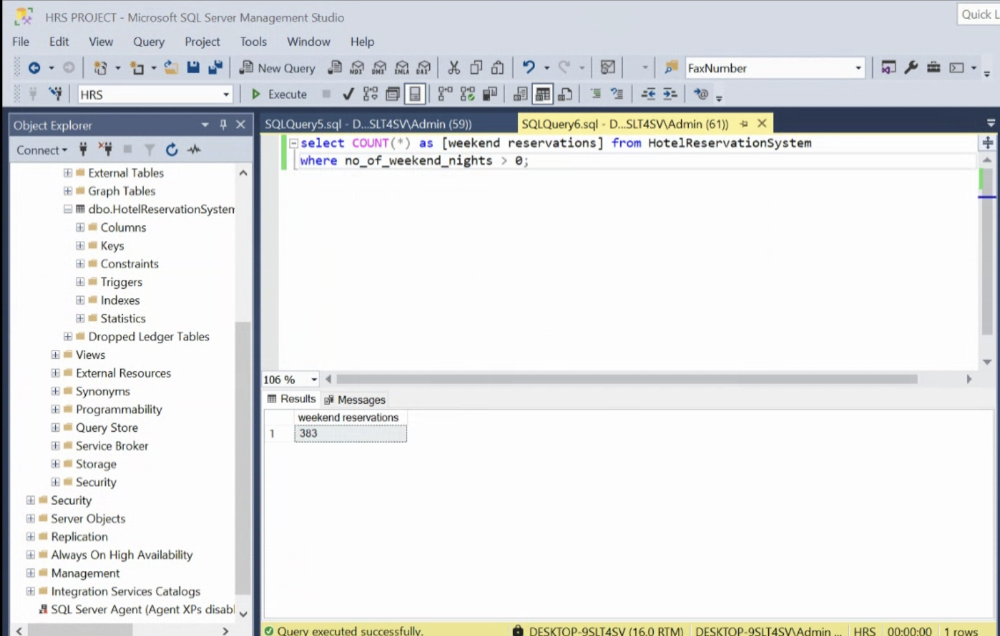 HRS PROJECT - Microsoft SQL Server Management Studio
Quick L
File Edit View Query Project Tools Window Help
New Query MDX DMX XMLA DAX FaxNumber
HRS Execute
Object Explorer
SQLQuery5.sql - D...SLT4SV\Admin (59))
SQLQuery6.sql - D...SLT4SV\Admin (61))
Connect
External Tables
Graph Tables
dbo.HotelReservationSystem
Columns
Keys
Constraints
Triggers
Indexes
Statistics
Dropped Ledger Tables
Views
External Resources
Synonyms
Programmability
Query Store
Service Broker
Storage
Security
Security
Server Objects
Replication
Always On High Availability
Management
Integration Services Catalogs
SQL Server Agent (Agent XPs disabl
select COUNT(*) as [weekend reservations] from HotelReservationSystem
where no_of_weekend_nights > 0;
106 %
Results Messages
weekend reservations
1 383
Query executed successfully. DESKTOP-9SLT4SV (16.0 RTM) DESKTOP-9SLT4SV\Admin ... HRS 00:00:00 1 rows